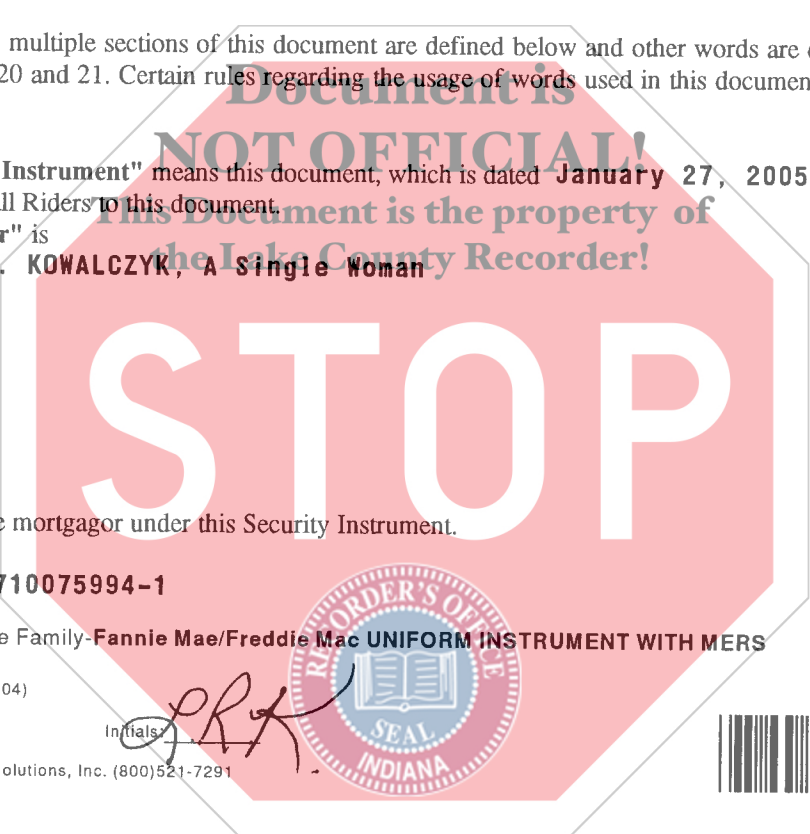 multiple sections of this document are defined below and other words are
20 and 21. Certain rules regarding the usage of words used in this documen
Document is
NOT OFFICIAL!
Instrument" means this document, which is dated January 27, 2005
ll Riders to this document.
This Document is the property of
r" is
the Lake County Recorder!
. KOWALCZYK, A Single Woman
STOP
e mortgagor under this Security Instrument.
710075994-1
RECORDER'S OFFICE
e Family-Fannie Mae/Freddie Mac UNIFORM INSTRUMENT WITH MERS
04)
Initials: LRK
SEAL
INDIANA
olutions, Inc. (800)521-7291